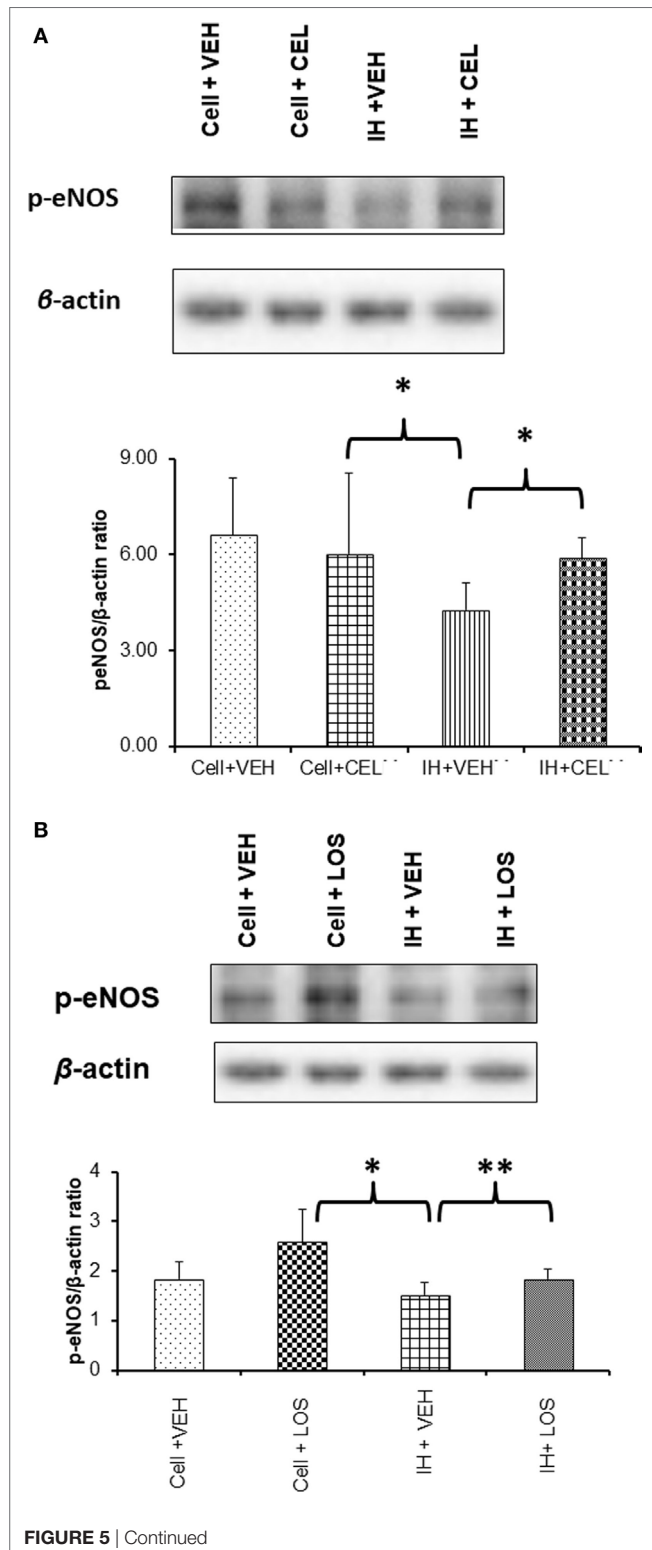 A
Cell + VEH
Cell + CEL
IH +VEH
IH + CEL
p-eNOS
β-actin
*
*
peNOS/β-actin ratio
9.00
6.00
3.00
0.00
Cell+VEH
Cell+CEL
IH+VEH
IH+CEL
B
Cell + VEH
Cell + LOS
IH + VEH
IH + LOS
p-eNOS
β-actin
*
**
p-eNOS/β-actin ratio
4
3
2
1
0
Cell +VEH
Cell + LOS
IH + VEH
IH+ LOS
FIGURE 5 | Continued